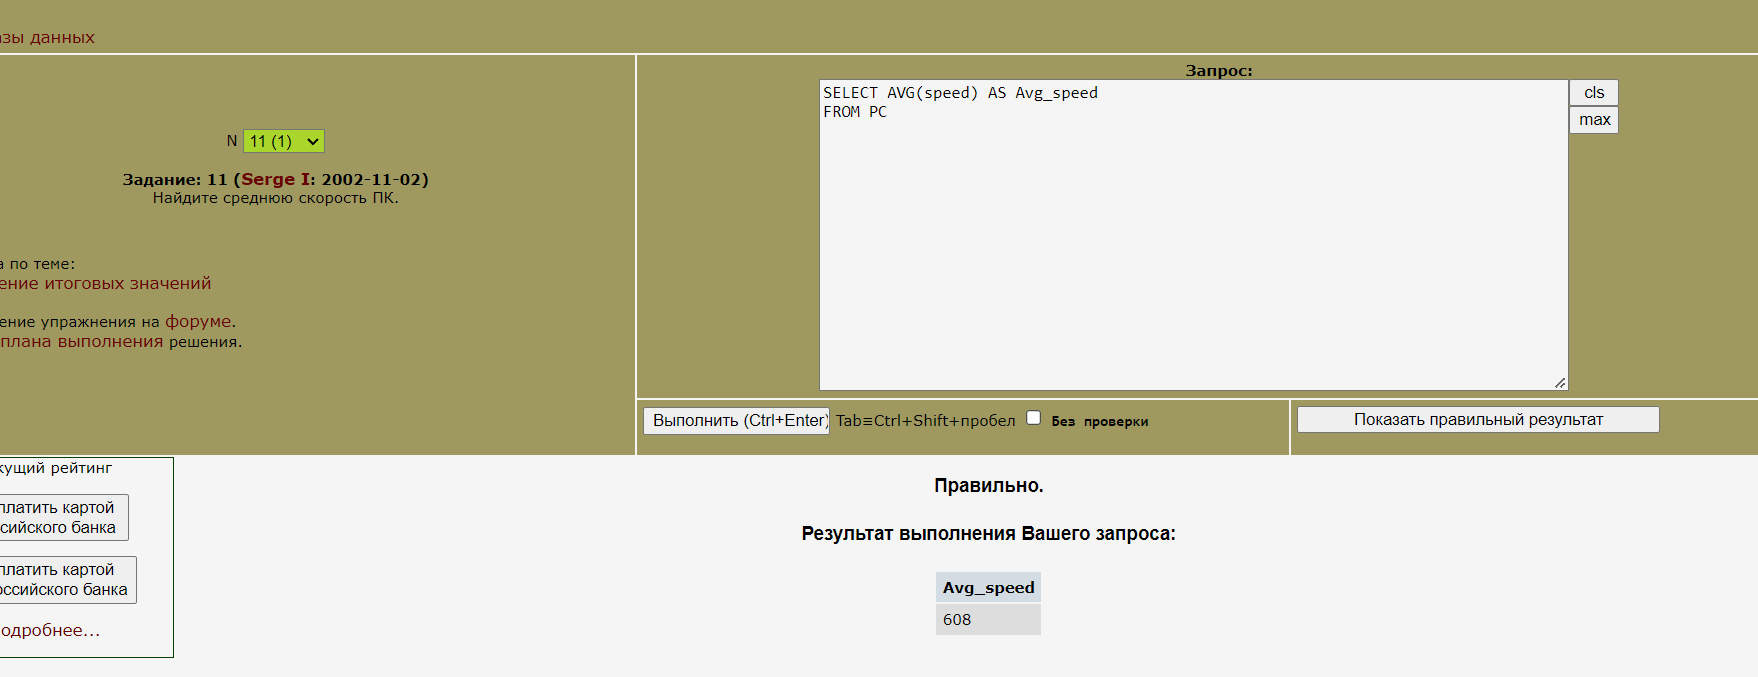 зы данных
N 11 (1)
Задание: 11 (Serge I: 2002-11-02)
Найдите среднюю скорость ПК.
а по теме:
ение итоговых значений
ение упражнения на форуме.
плана выполнения решения.
Запрос:
SELECT AVG(speed) AS Avg_speed
FROM PC
cls
max
Выполнить (Ctrl+Enter) Tab≡Ctrl+Shift+пробел Без проверки
Показать правильный результат
кущий рейтинг
платить картой
сийского банка
платить картой
оссийского банка
одробнее...
Правильно.
Результат выполнения Вашего запроса:
Avg_speed
608